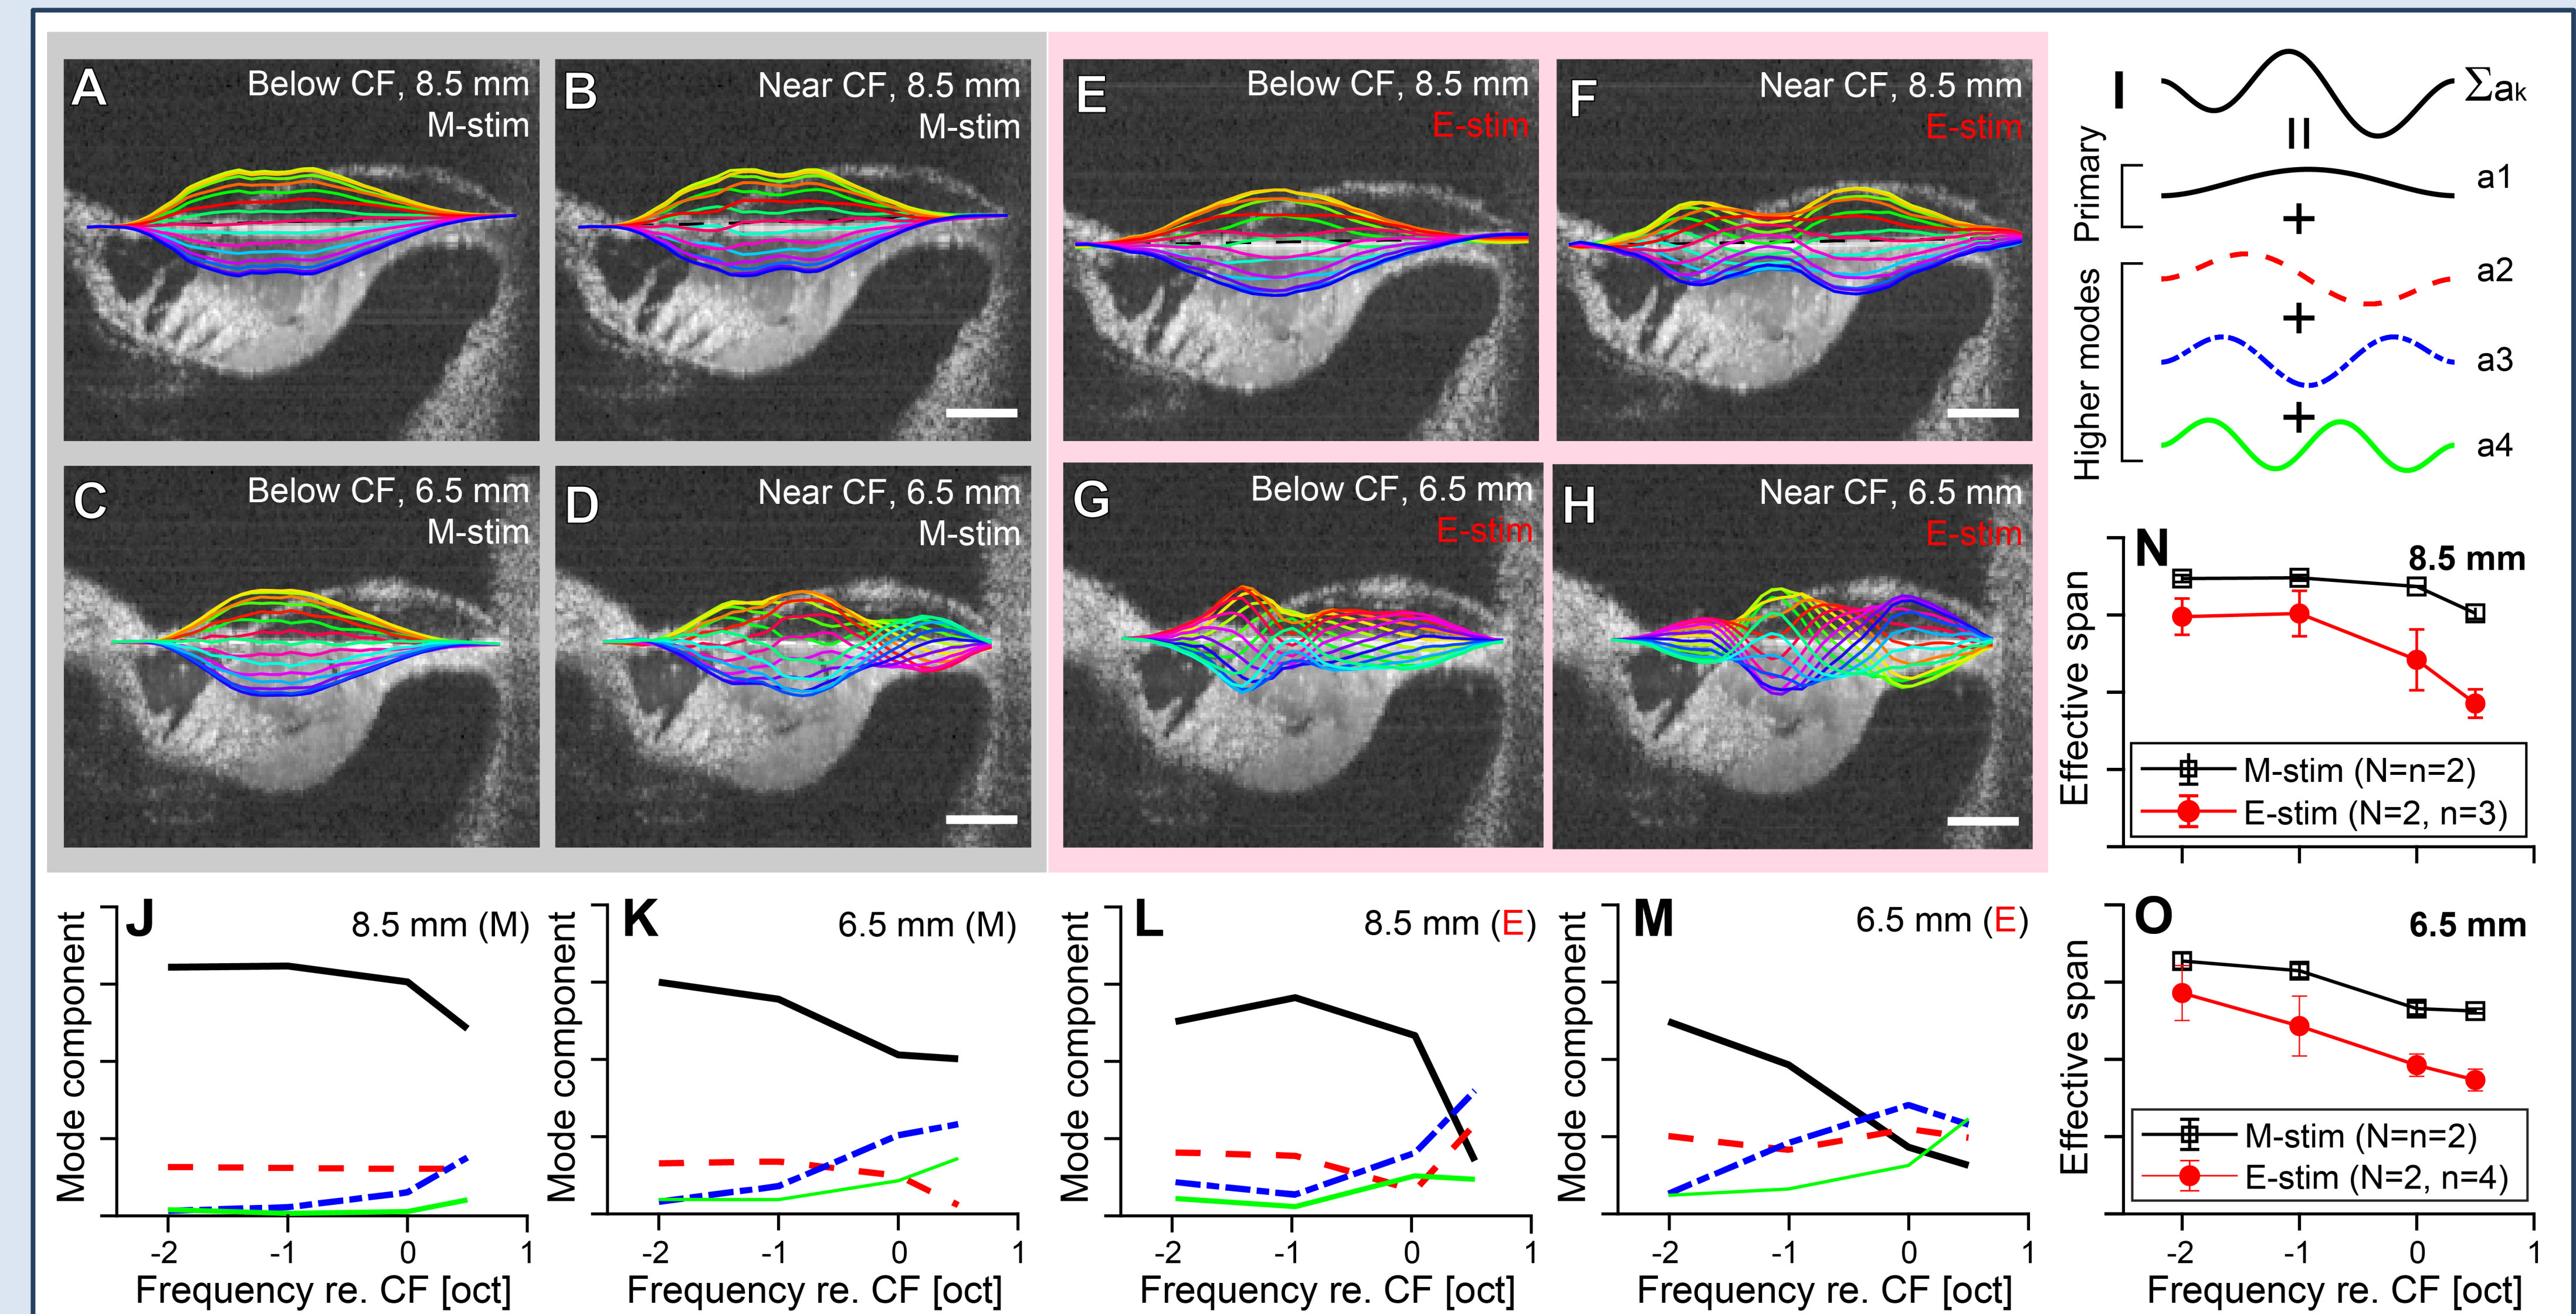 A
Below CF, 8.5 mm
M-stim
B
Near CF, 8.5 mm
M-stim
C
Below CF, 6.5 mm
M-stim
D
Near CF, 6.5 mm
M-stim
E
Below CF, 8.5 mm
E-stim
F
Near CF, 8.5 mm
E-stim
G
Below CF, 6.5 mm
E-stim
H
Near CF, 6.5 mm
E-stim
I
Σak
=
Primary
a1
+
Higher modes
a2
+
a3
+
a4
J
8.5 mm (M)
Mode component
-2 -1 0 1
Frequency re. CF [oct]
K
6.5 mm (M)
Mode component
-2 -1 0 1
Frequency re. CF [oct]
L
8.5 mm (E)
Mode component
-2 -1 0 1
Frequency re. CF [oct]
M
6.5 mm (E)
Mode component
-2 -1 0 1
Frequency re. CF [oct]
N
8.5 mm
Effective span
M-stim (N=n=2)
E-stim (N=2, n=3)
O
6.5 mm
Effective span
M-stim (N=n=2)
E-stim (N=2, n=4)
-2 -1 0 1
Frequency re. CF [oct]